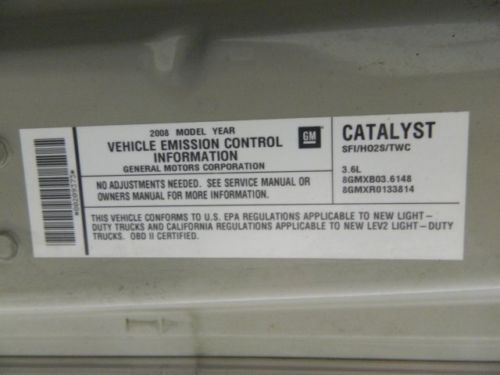 2008 MODEL YEAR
VEHICLE EMISSION CONTROL
INFORMATION
GENERAL MOTORS CORPORATION
GM
NO ADJUSTMENTS NEEDED. SEE SERVICE MANUAL OR
OWNERS MANUAL FOR MORE INFORMATION.
CATALYST
SFI/HO2S/TWC
3.6L
8GMXB03.6148
8GMXR0133814
THIS VEHICLE CONFORMS TO U.S. EPA REGULATIONS APPLICABLE TO NEW LIGHT-
DUTY TRUCKS AND CALIFORNIA REGULATIONS APPLICABLE TO NEW LEV2 LIGHT-DUTY
TRUCKS. OBD II CERTIFIED.